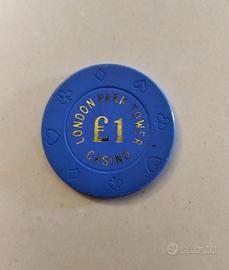 LONDON PARK TOWER
£1
CASINO
subito